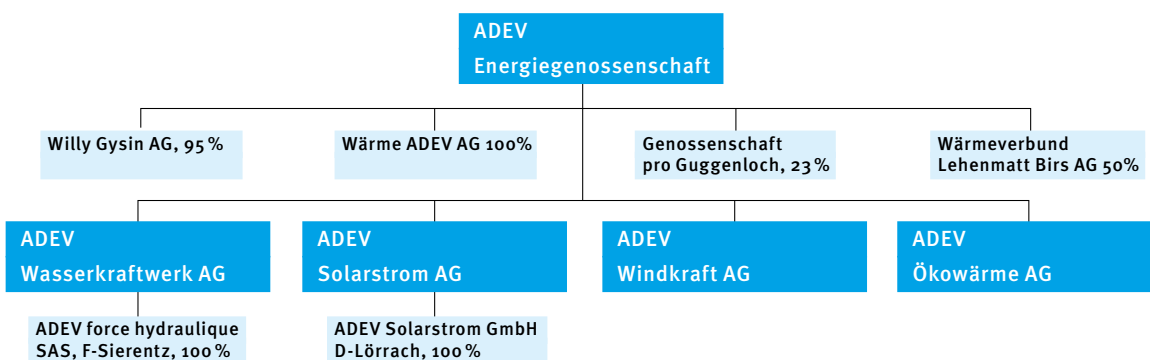 ADEV
Energiegenossenschaft
Willy Gysin AG, 95 %
Wärme ADEV AG 100%
Genossenschaft
pro Guggenloch, 23 %
Wärmeverbund
Lehenmatt Birs AG 50%
ADEV
Wasserkraftwerk AG
ADEV
Solarstrom AG
ADEV
Windkraft AG
ADEV
Ökowärme AG
ADEV force hydraulique
SAS, F-Sierentz, 100 %
ADEV Solarstrom GmbH
D-Lörrach, 100 %